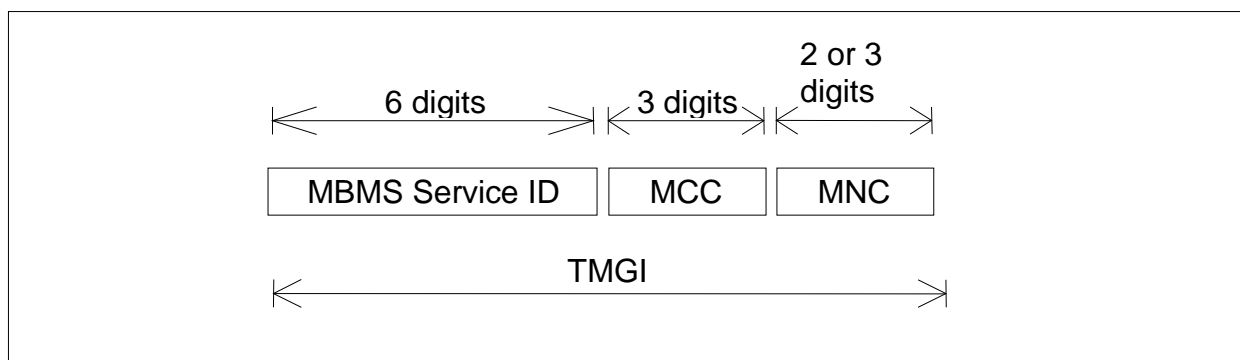 2 or 3
digits
6 digits
3 digits
MBMS Service ID
MCC
MNC
TMGI